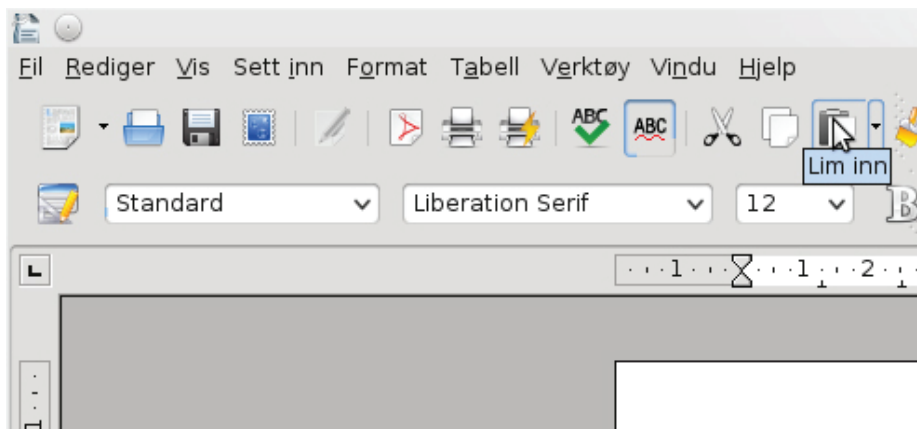 Fil Rediger Vis Sett inn Format Tabell Verktøy Vindu Hjelp
ABC ABC
Lim inn
Standard Liberation Serif 12 B
1 1 2
1